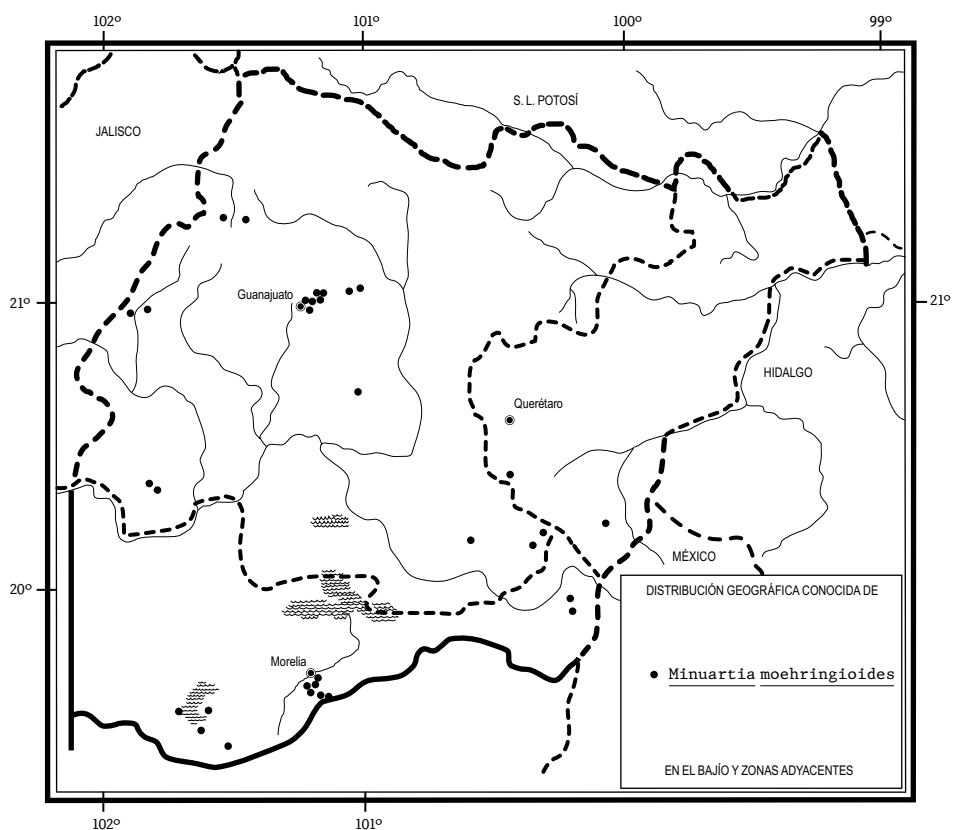 102º 101º 100º 99º
S. L. POTOSÍ
JALISCO
Guanajuato
21º 21º
HIDALGO
Querétaro
MÉXICO
20º
DISTRIBUCIÓN GEOGRÁFICA CONOCIDA DE
Morelia
Minuartia moehringioides
EN EL BAJÍO Y ZONAS ADYACENTES
102º 101º